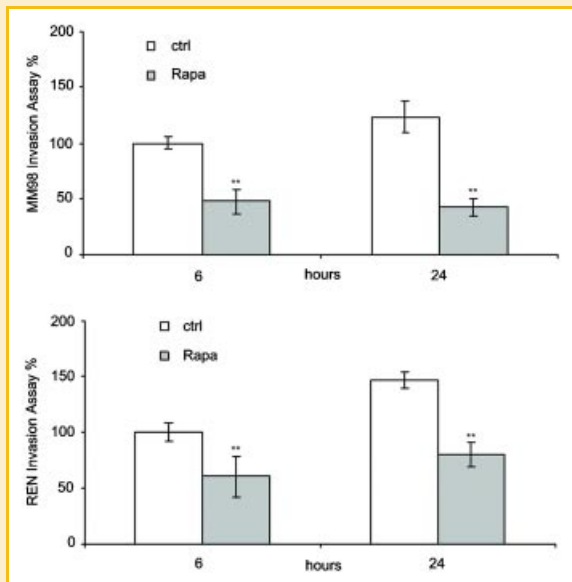 200
150
100
50
0
MM98 Invasion Assay %
ctrl
Rapa
**
**
6
hours
24
200
150
100
50
0
REN Invasion Assay %
ctrl
Rapa
**
**
6
hours
24